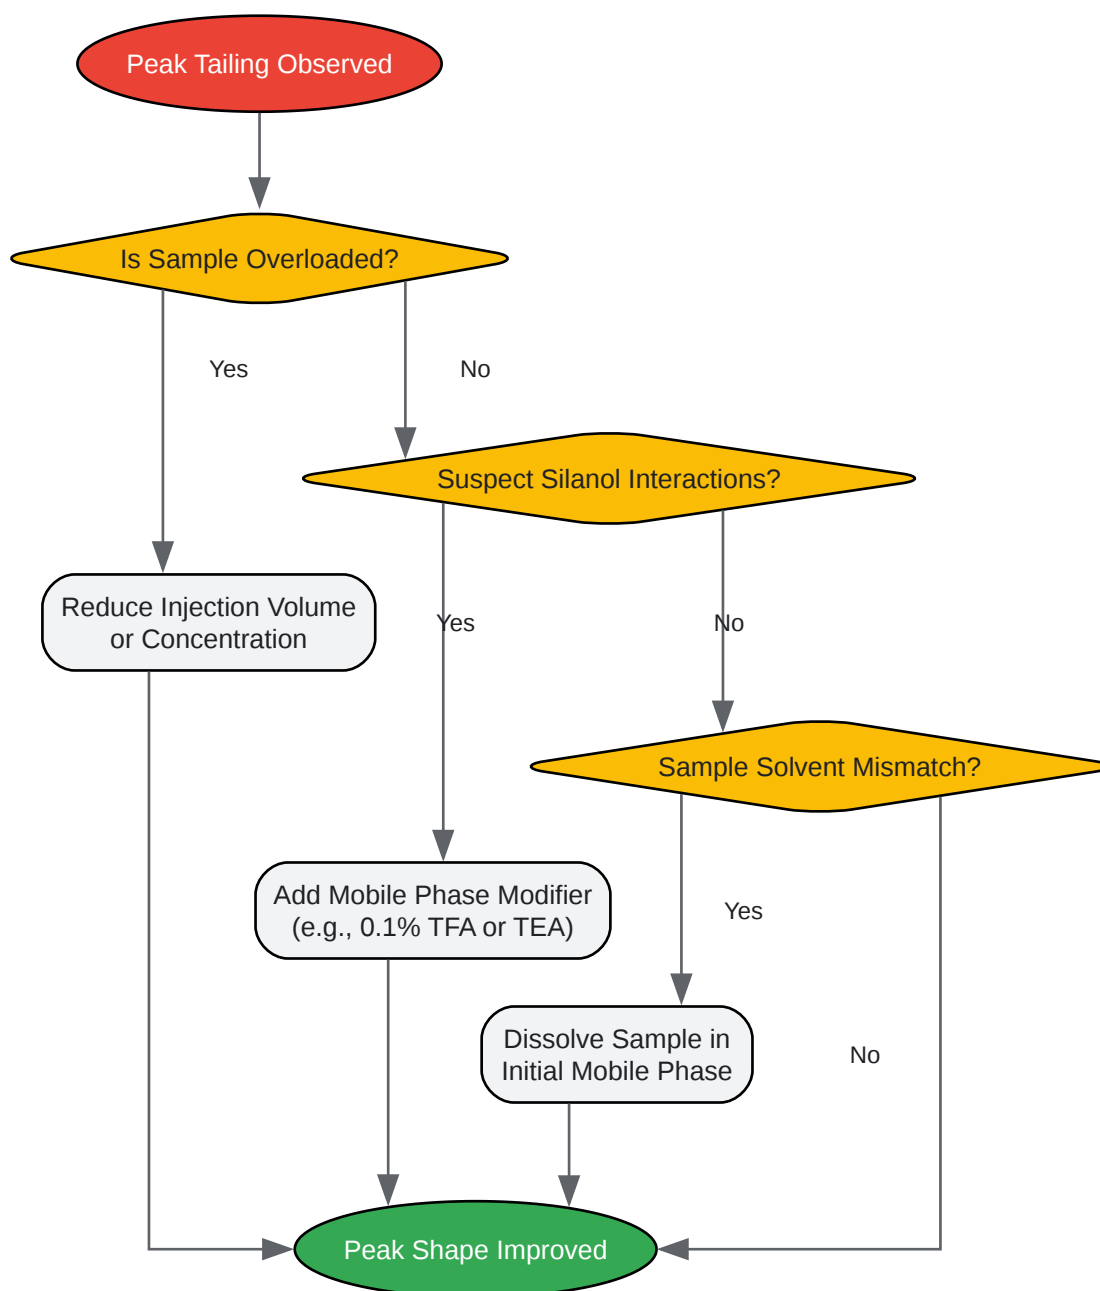 Peak Tailing Observed
Is Sample Overloaded?
Yes
No
Suspect Silanol Interactions?
Reduce Injection Volume
or Concentration
Yes
No
Sample Solvent Mismatch?
Add Mobile Phase Modifier
(e.g., 0.1% TFA or TEA)
Yes
Dissolve Sample in
Initial Mobile Phase
No
Peak Shape Improved